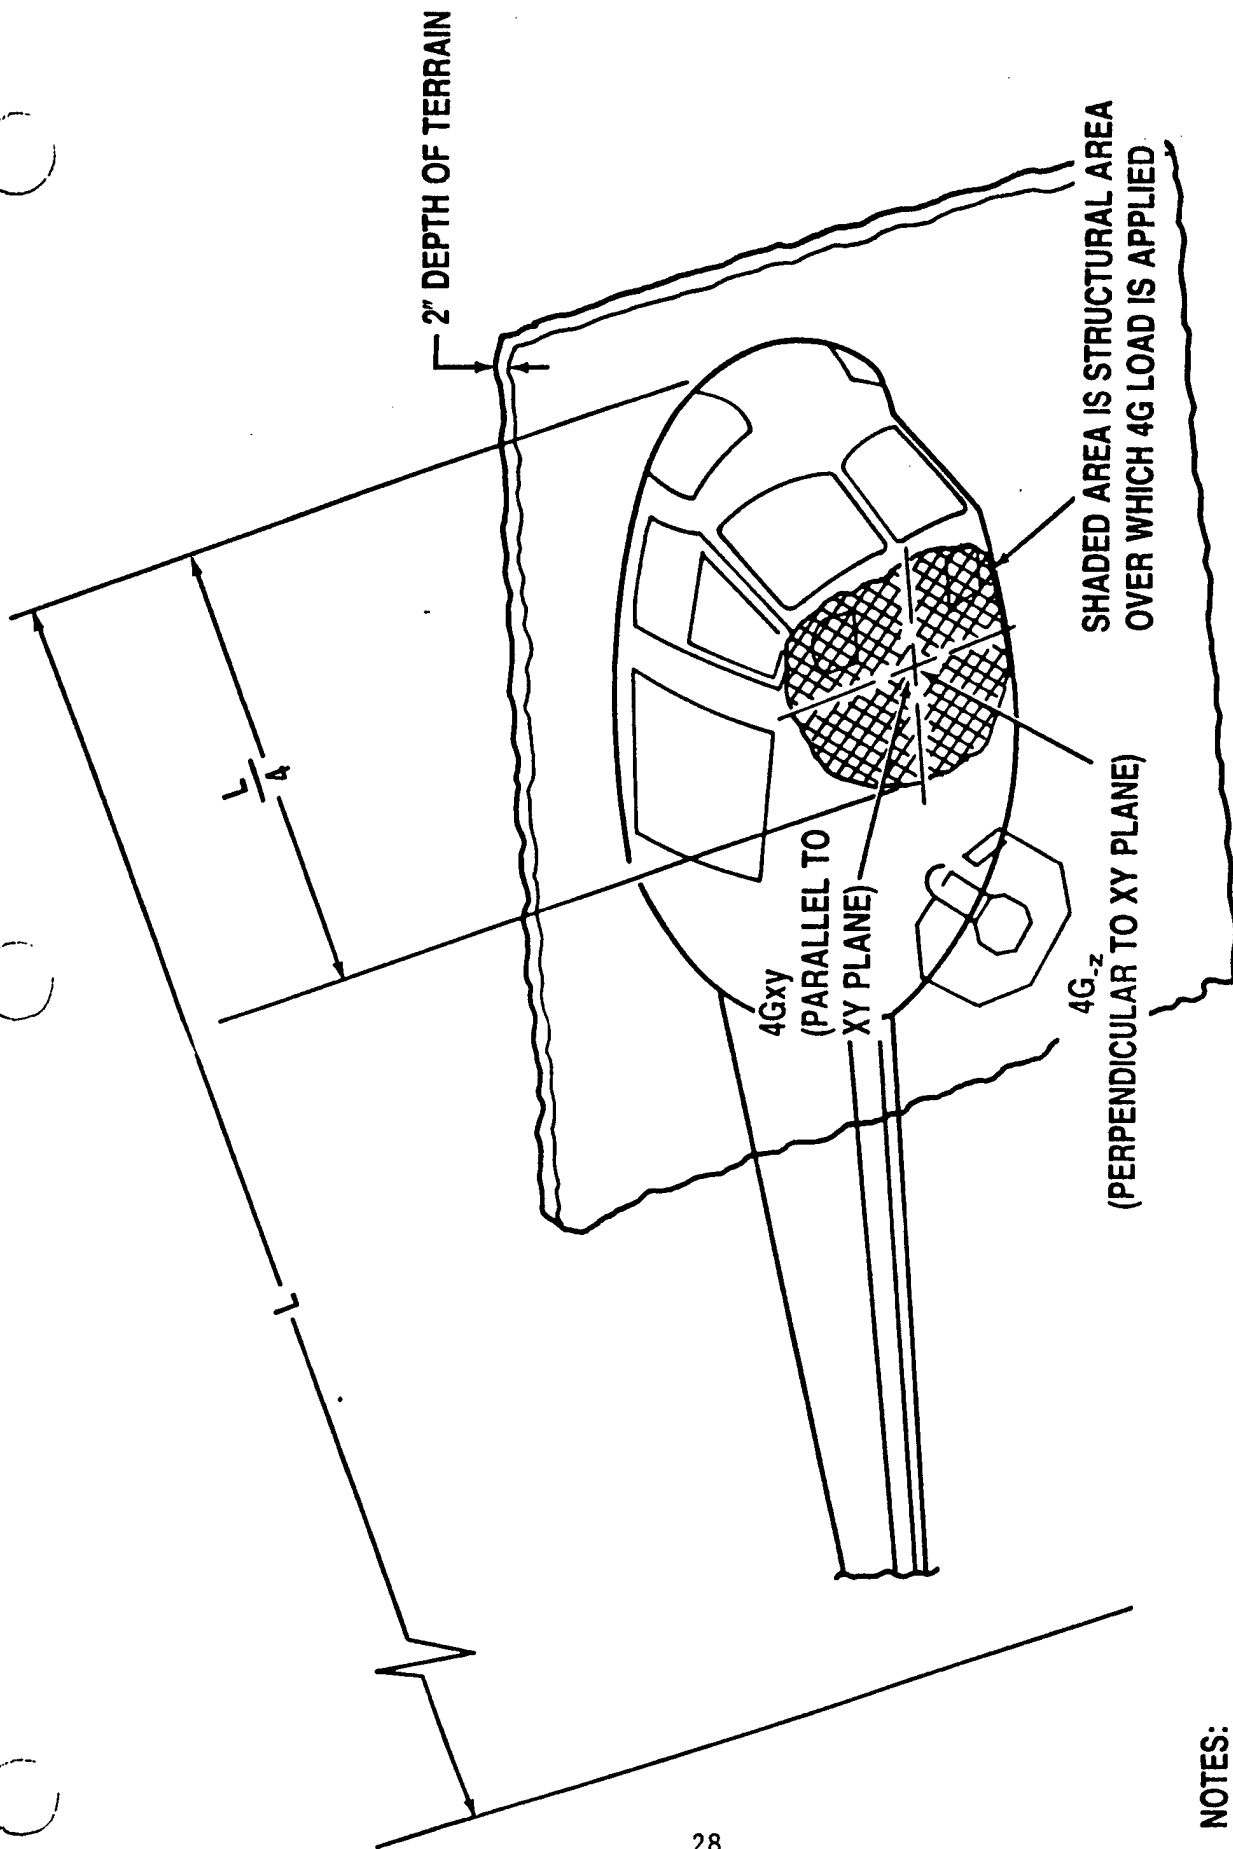 2" DEPTH OF TERRAIN
L
L
4
4Gxy
(PARALLEL TO
XY PLANE)
SHADED AREA IS STRUCTURAL AREA
OVER WHICH 4G LOAD IS APPLIED
4G-z
(PERPENDICULAR TO XY PLANE)
NOTES:
28